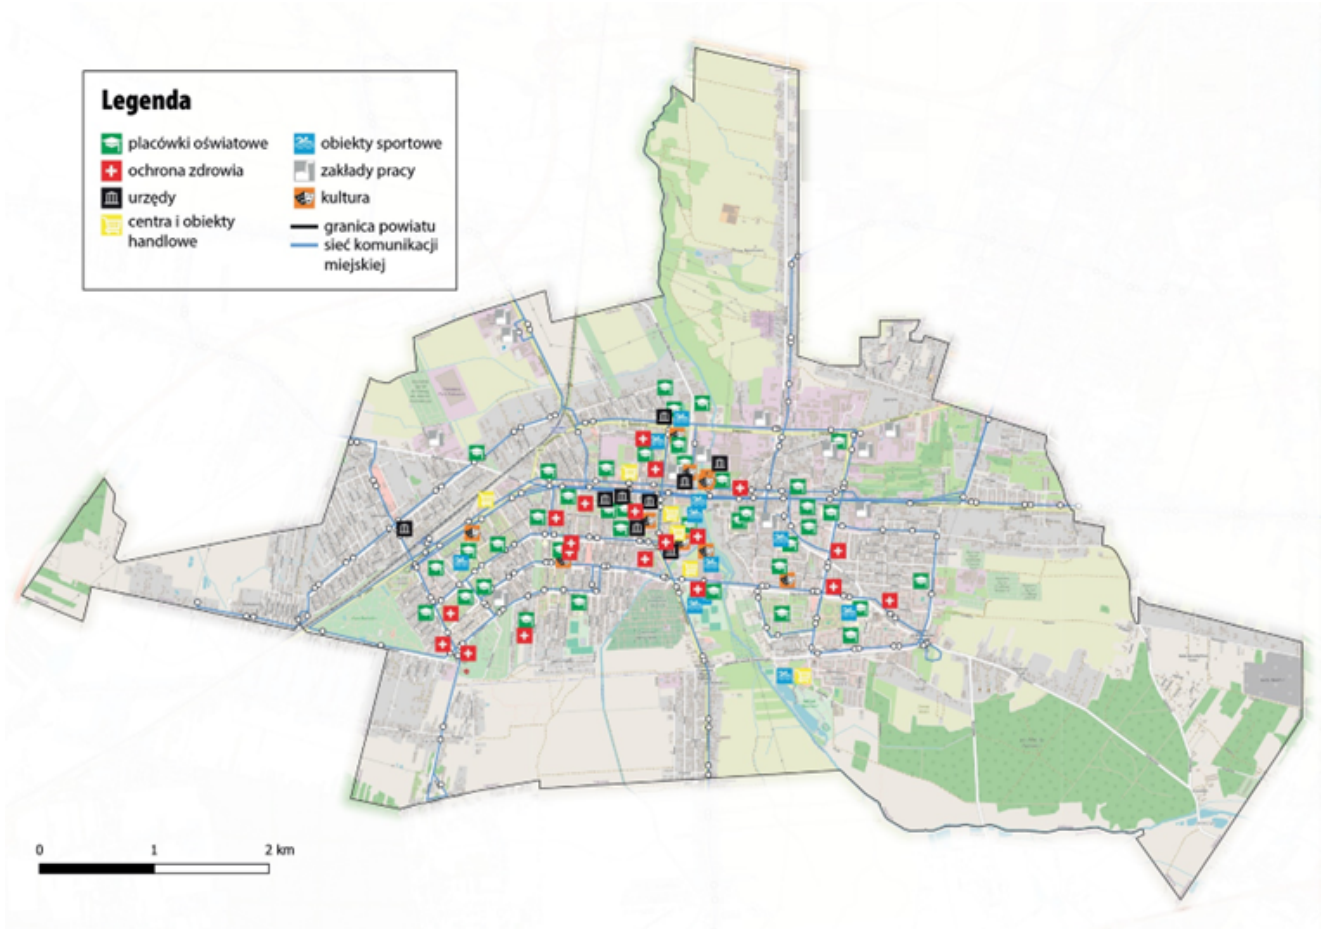 Legenda
placówki oświatowe
ochrona zdrowia
urzędy
centra i obiekty
handlowe
obiekty sportowe
zakłady pracy
kultura
granica powiatu
sieć komunikacji
miejskiej
0 1 2 km